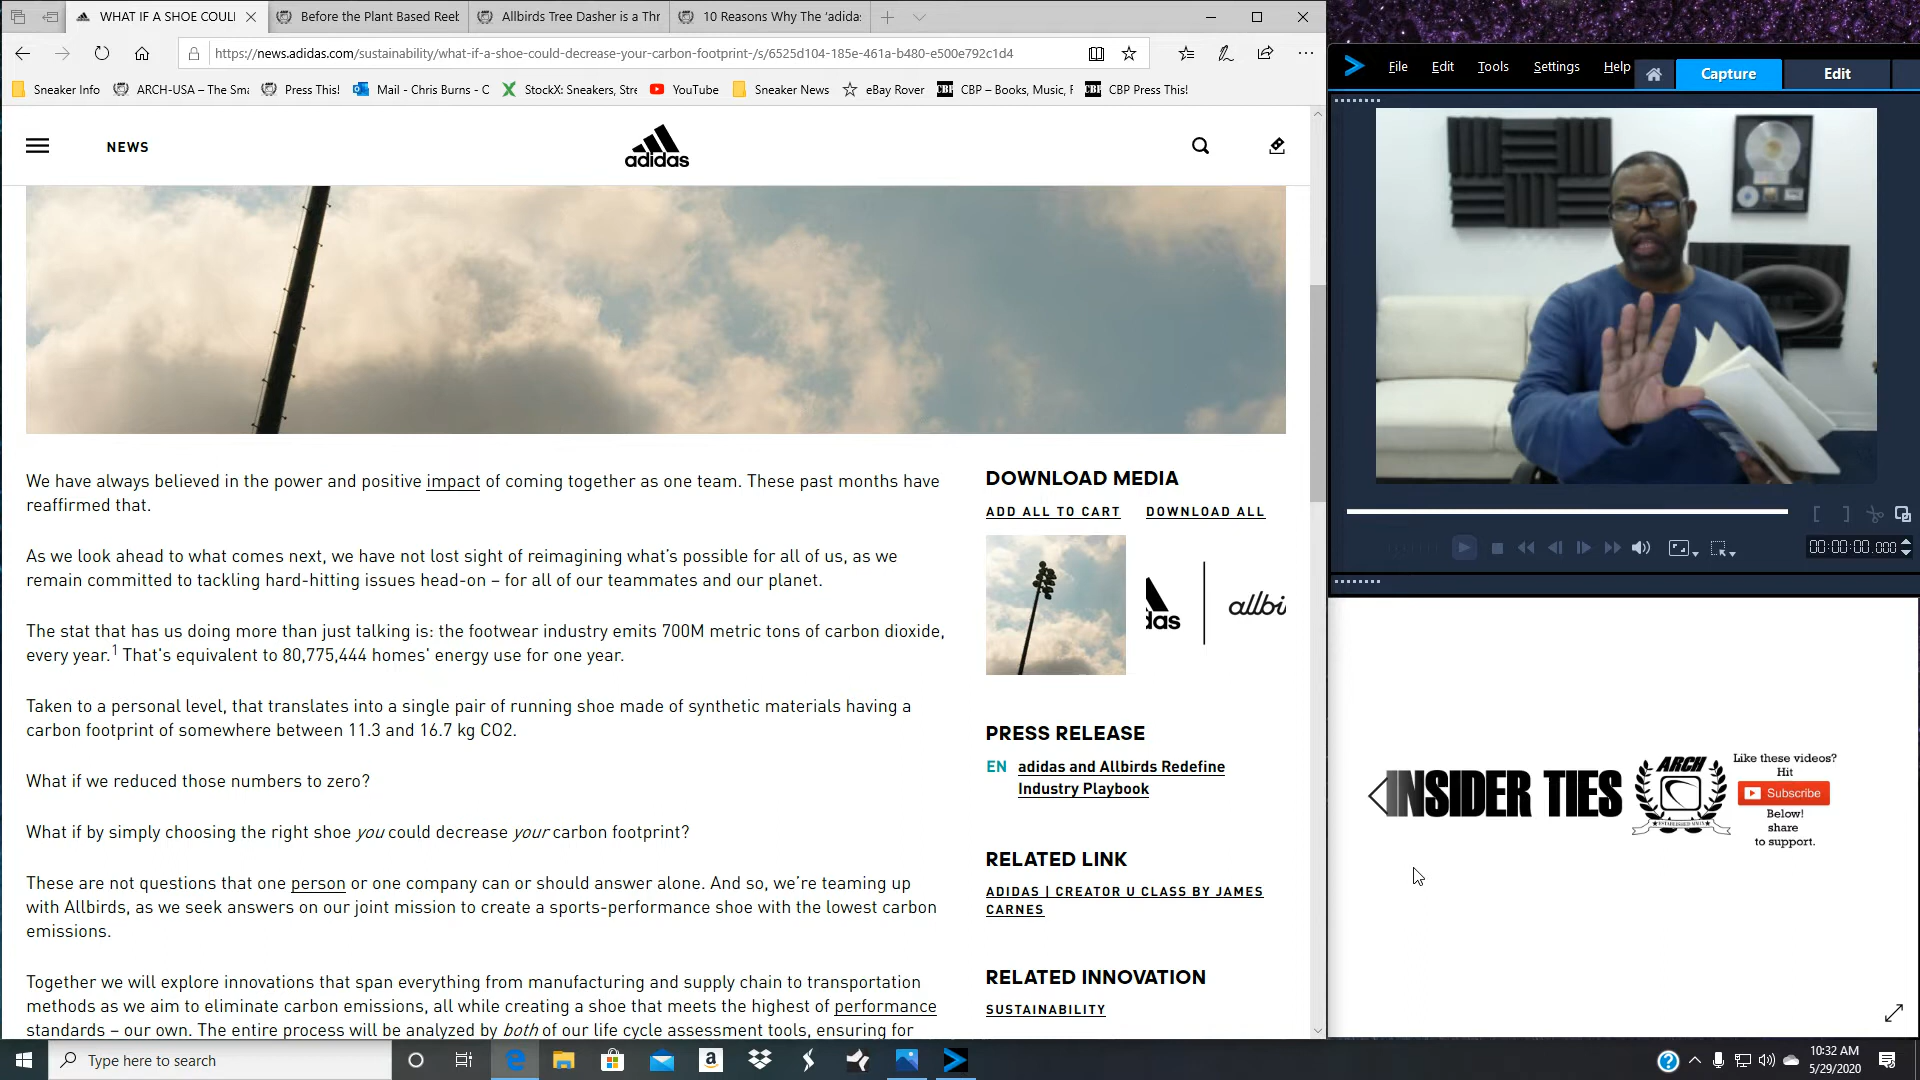 WHAT IF A SHOE COULD
Before the Plant Based Reeb
Allbirds Tree Dasher is a Thr
10 Reasons Why The 'adida
https://news.adidas.com/sustainability/what-if-a-shoe-could-decrease-your-carbon-footprint-/s/6525d104-185e-461a-b480-e500e792c1d4
Sneaker Info
ARCH-USA – The Sma
Press This!
Mail - Chris Burns - C
StockX: Sneakers, Stre
YouTube
Sneaker News
eBay Rover
CBP
CBP – Books, Music, F
CBP
CBP Press This!
NEWS
adidas
We have always believed in the power and positive impact of coming together as one team. These past months have
reaffirmed that.
As we look ahead to what comes next, we have not lost sight of reimagining what's possible for all of us, as we
remain committed to tackling hard-hitting issues head-on – for all of our teammates and our planet.
The stat that has us doing more than just talking is: the footwear industry emits 700M metric tons of carbon dioxide,
every year.1 That's equivalent to 80,775,444 homes' energy use for one year.
Taken to a personal level, that translates into a single pair of running shoe made of synthetic materials having a
carbon footprint of somewhere between 11.3 and 16.7 kg CO2.
What if we reduced those numbers to zero?
What if by simply choosing the right shoe you could decrease your carbon footprint?
These are not questions that one person or one company can or should answer alone. And so, we're teaming up
with Allbirds, as we seek answers on our joint mission to create a sports-performance shoe with the lowest carbon
emissions.
Together we will explore innovations that span everything from manufacturing and supply chain to transportation
methods as we aim to eliminate carbon emissions, all while creating a shoe that meets the highest of performance
standards – our own. The entire process will be analyzed by both of our life cycle assessment tools, ensuring for
DOWNLOAD MEDIA
ADD ALL TO CART
DOWNLOAD ALL
das
allbi
PRESS RELEASE
EN adidas and Allbirds Redefine
Industry Playbook
RELATED LINK
ADIDAS | CREATOR U CLASS BY JAMES
CARNES
RELATED INNOVATION
SUSTAINABILITY
File
Edit
Tools
Settings
Help
Capture
Edit
00:00:00.000
INSIDER TIES
ARCH
Like these videos?
Hit
Subscribe
Below!
share
to support.
Type here to search
10:32 AM
5/29/2020